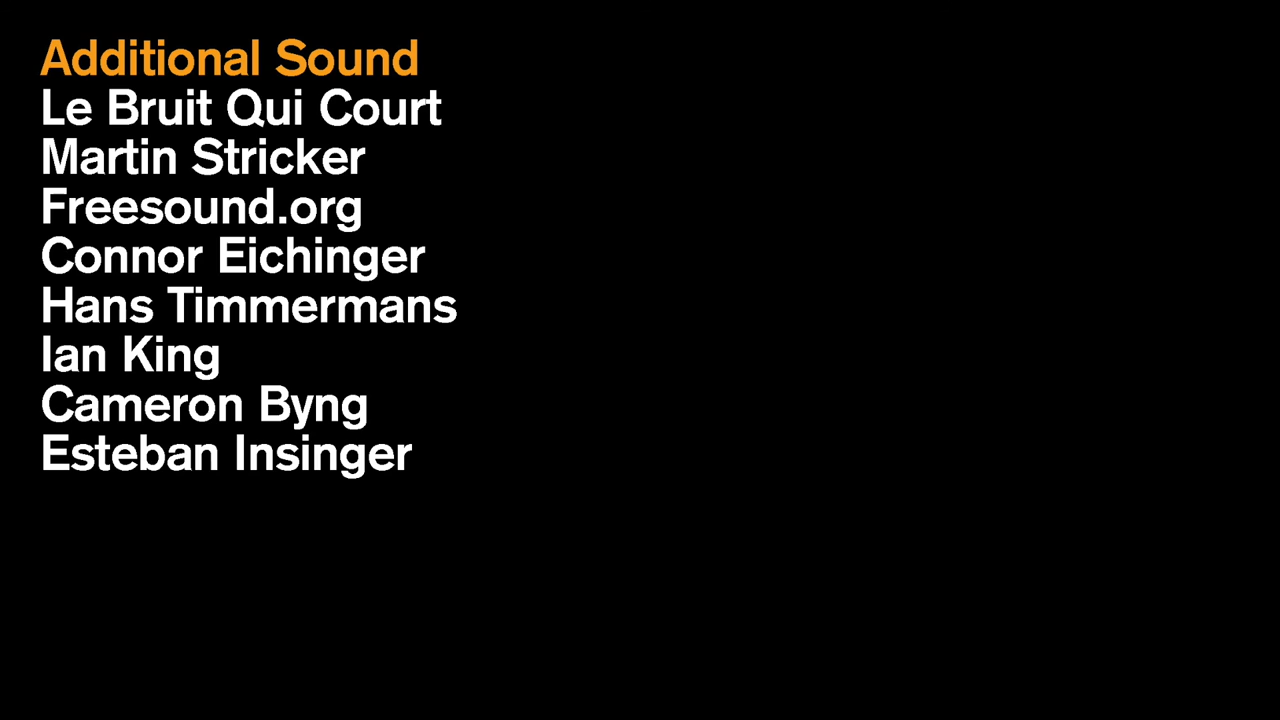 Additional Sound
Le Bruit Qui Court
Martin Stricker
Freesound.org
Connor Eichinger
Hans Timmermans
Ian King
Cameron Byng
Esteban Insinger